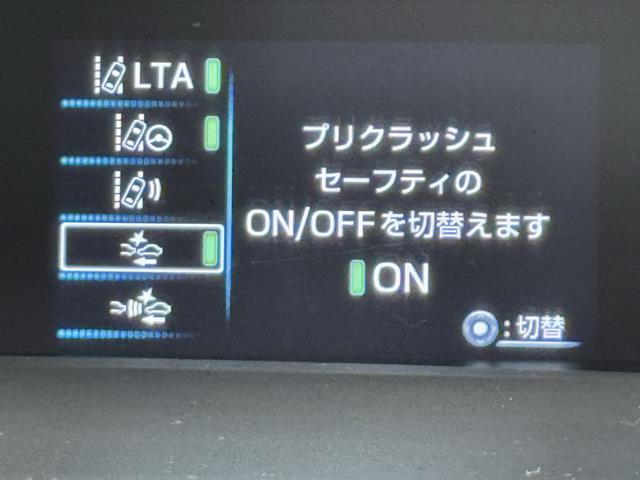 LTA
プリクラッシュ
セーフティの
ON/OFFを切替えます
ON
:切替